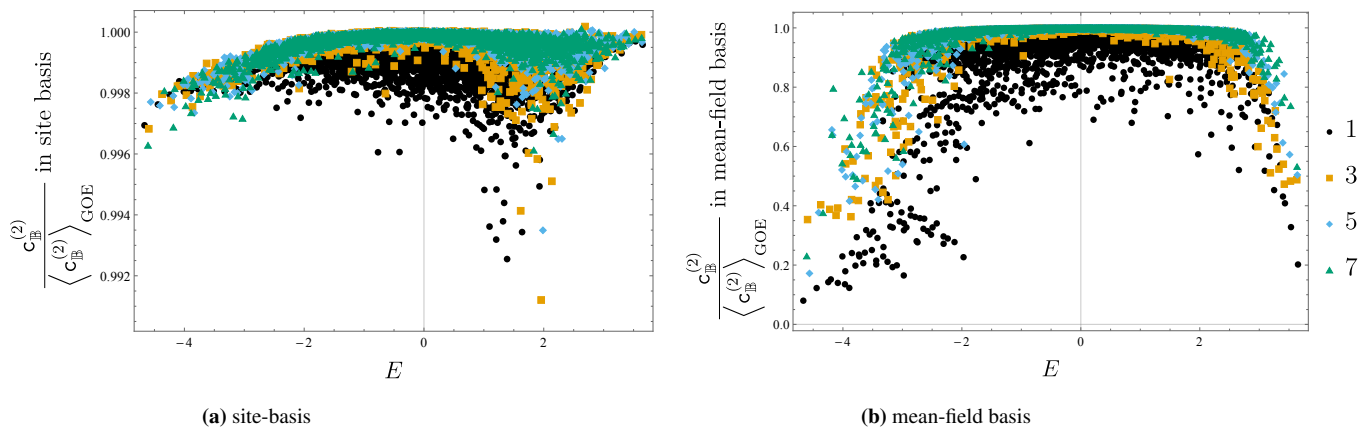 c_𝔹^(2) / ⟨c_𝔹^(2)⟩_GOE in site basis
1.000
0.998
0.996
0.994
0.992
−4 −2 0 2
E
(a) site-basis
c_𝔹^(2) / ⟨c_𝔹^(2)⟩_GOE in mean-field basis
1.0
0.8
0.6
0.4
0.2
0.0
−4 −2 0 2
E
(b) mean-field basis
1
3
5
7